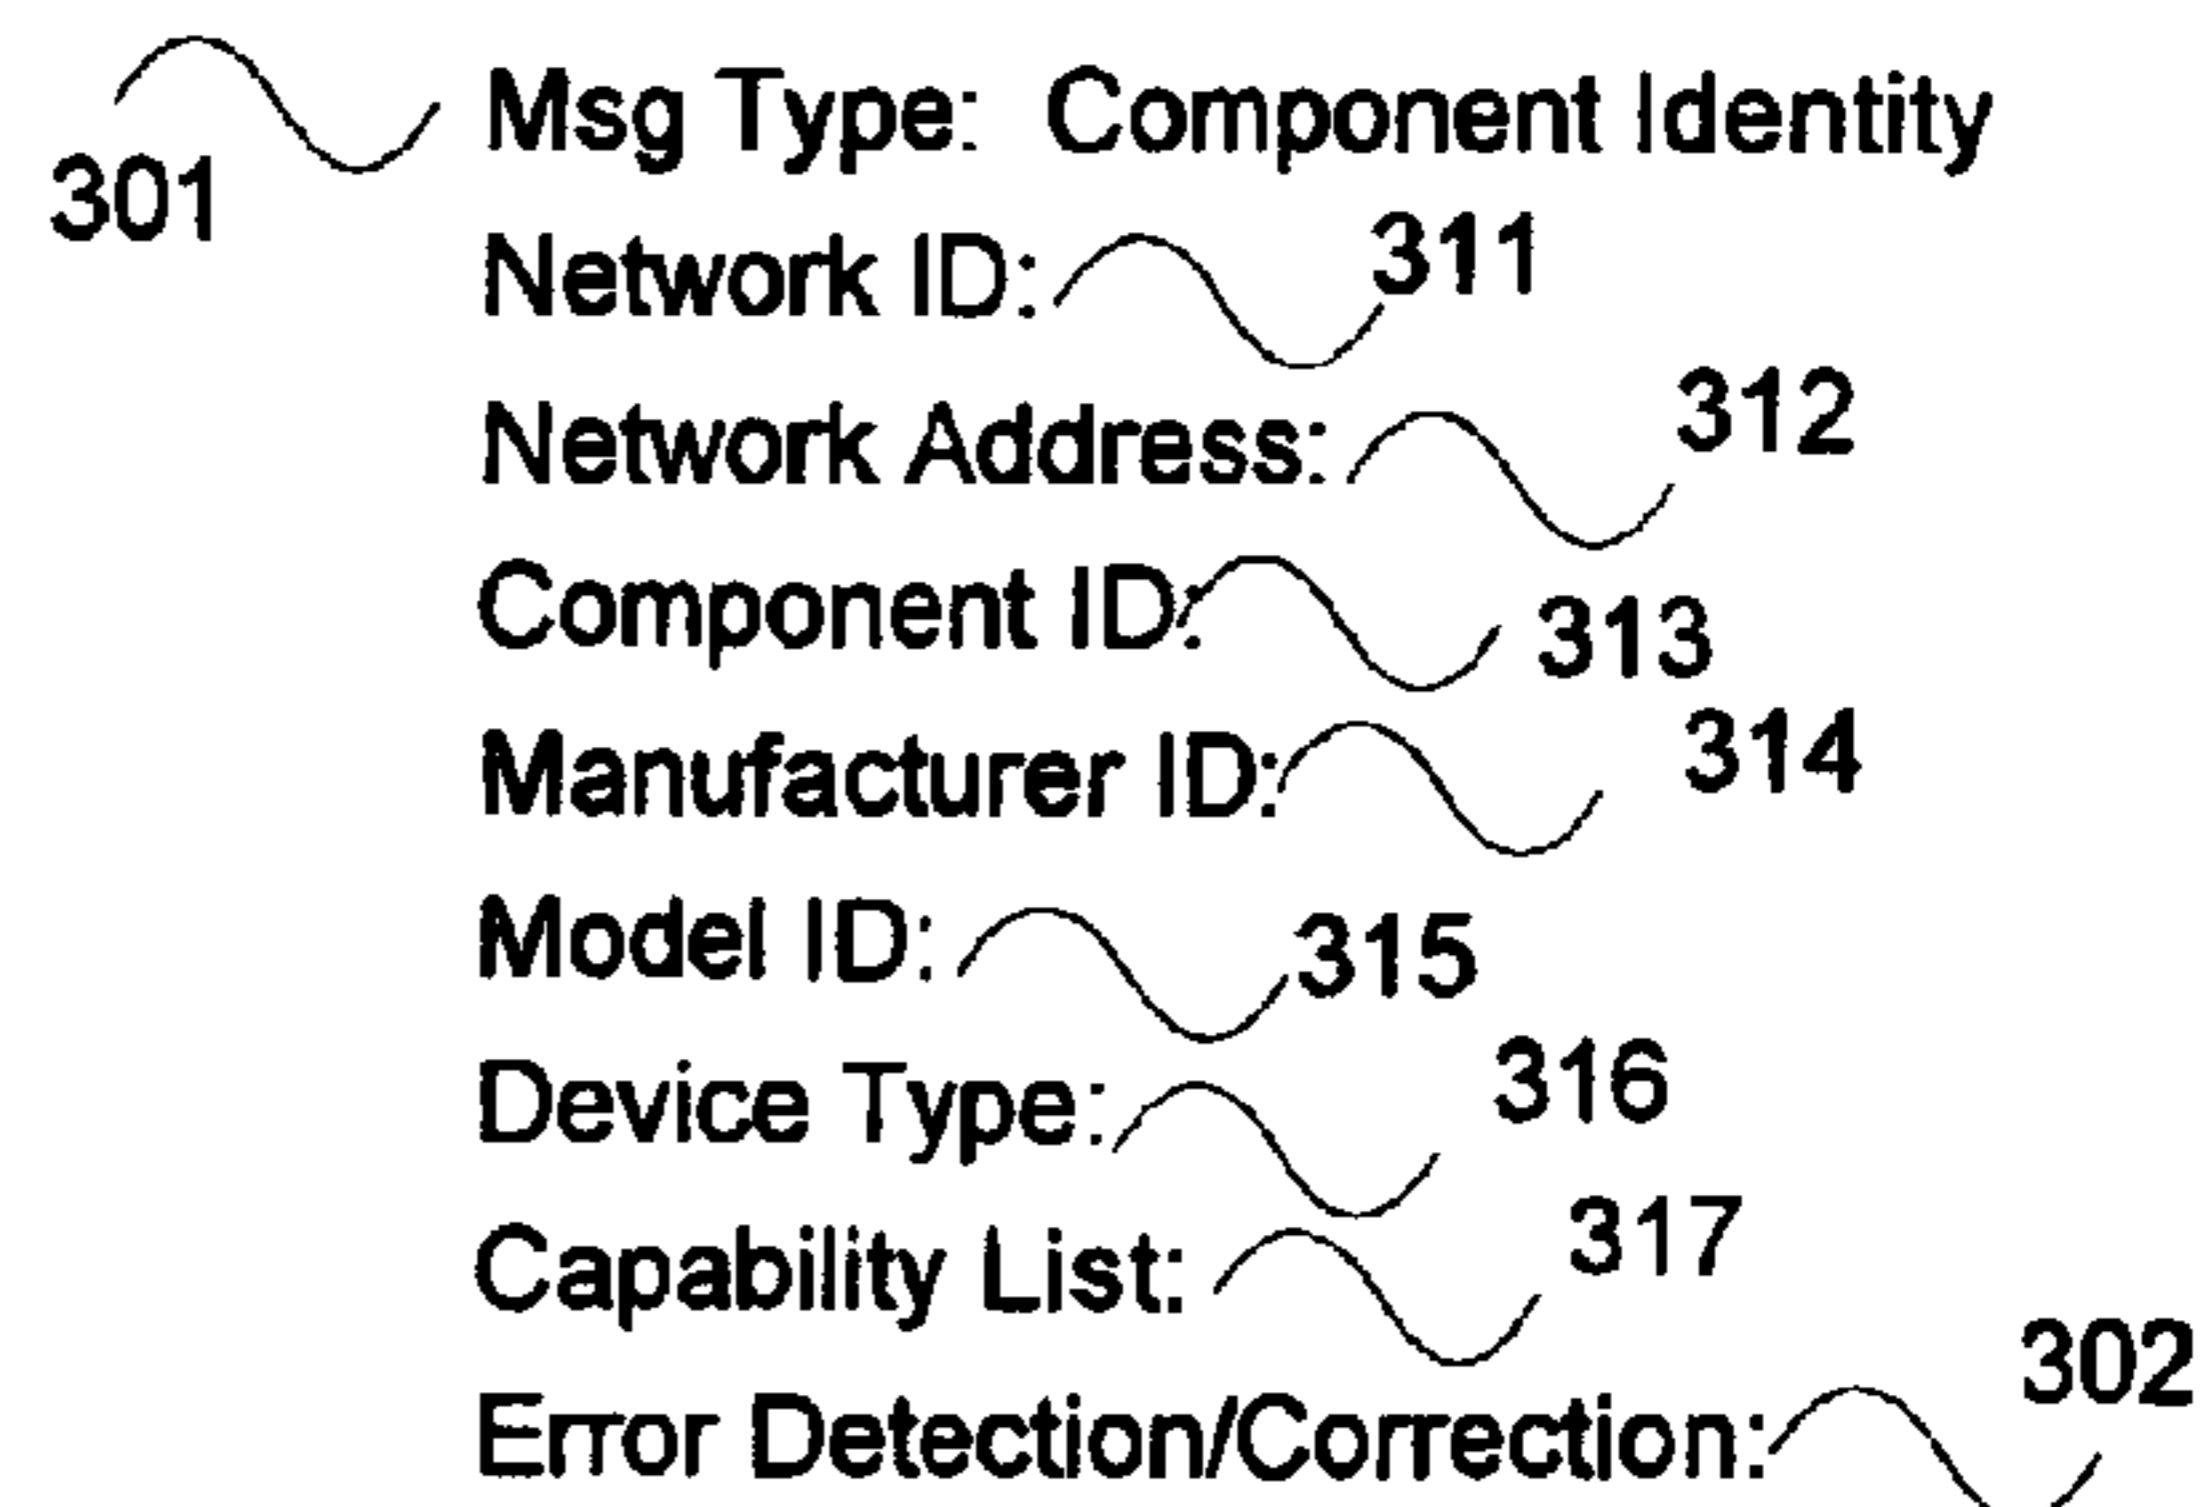 301 Msg Type: Component Identity
Network ID: 311
Network Address: 312
Component ID: 313
Manufacturer ID: 314
Model ID: 315
Device Type: 316
Capability List: 317
Error Detection/Correction: 302